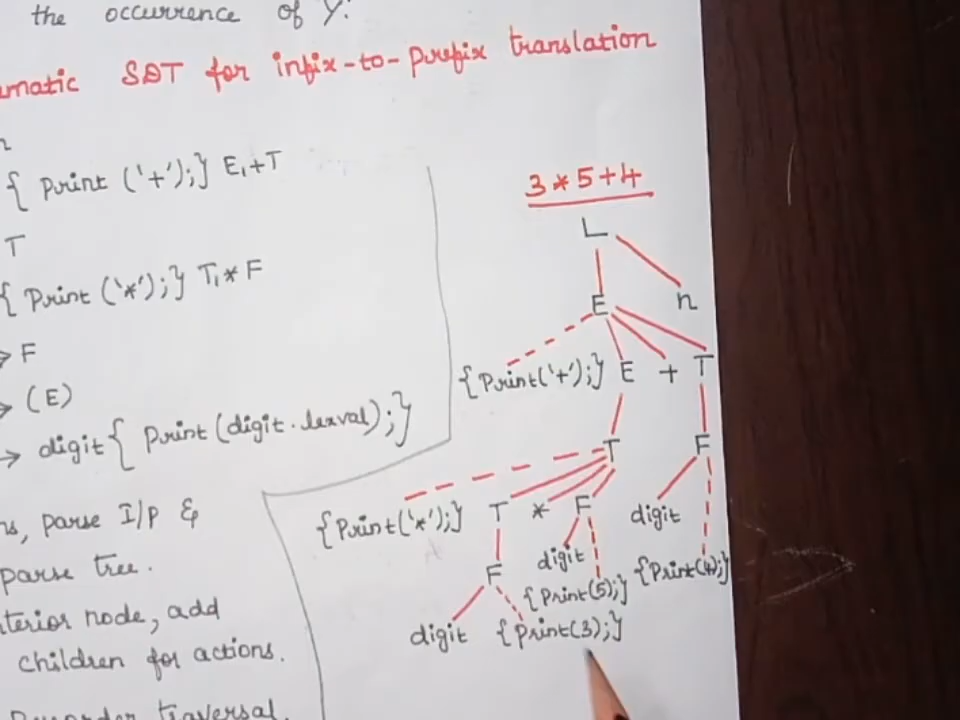 the occurrence of Y.
SDT for infix-to-prefix translation
{ Print ('+');} E₁+T
T
{ Print ('*');} T₁* F
→ F
→ (E)
→ digit{ Print (digit.lexval);}
parse I/p &
parse tree.
node, add
children for actions.
traversal.
3*5+4
L
E n
{Print('+');} E + T
T F
{Print('*');} T * F digit
F digit {Print(4);}
{Print(5);}
digit {Print(3);}